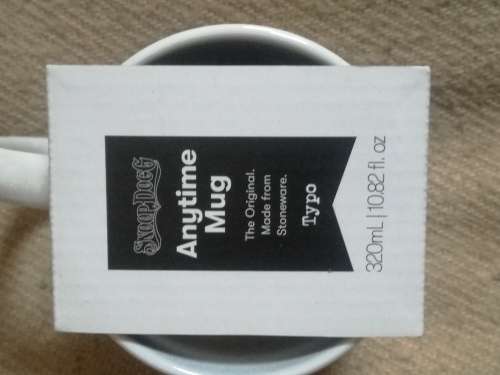 Snoop Dogg
Anytime
Mug
The Original.
Made from
Stoneware.
Typo
320mL|10.82 fl. oz